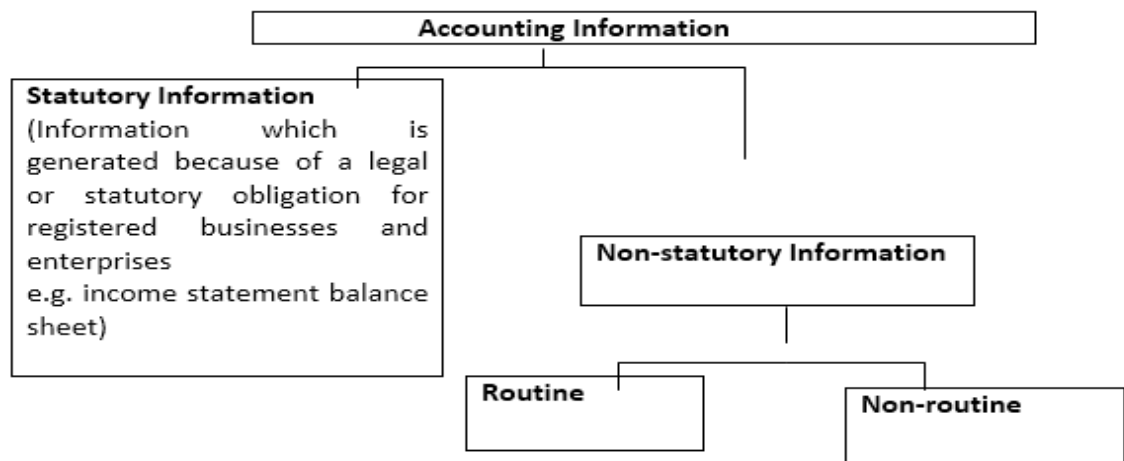 Accounting Information
Statutory Information
(Information which is
generated because of a legal
or statutory obligation for
registered businesses and
enterprises
e.g. income statement balance
sheet)
Non-statutory Information
Routine
Non-routine